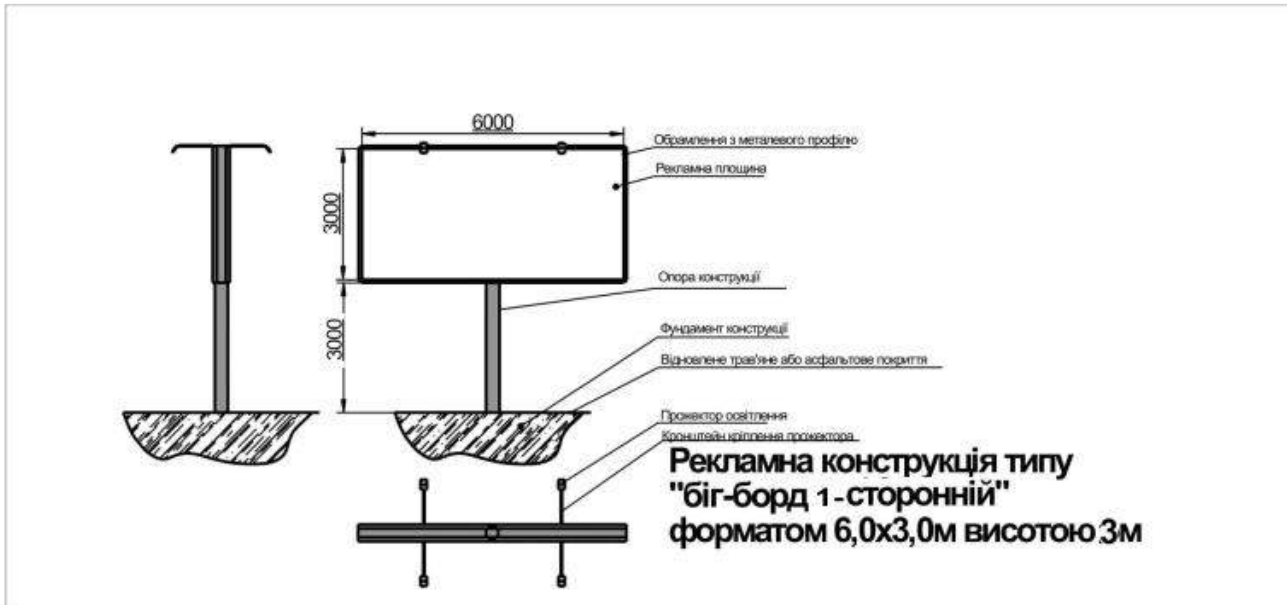 6000
Обрамлення з металевого профілю
Рекламна площина
3000
Опора конструкції
3000
Фундамент конструкції
Відновлене трав'яне або асфальтове покриття
Прожектор освітлення
Кронштейн кріплення прожектора
Рекламна конструкція типу
"біг-борд 1-сторонній"
форматом 6,0х3,0м висотою 3м